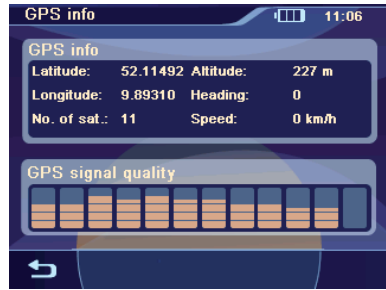 GPS info 11:06
GPS info
Latitude: 52.11492 Altitude: 227 m
Longitude: 9.89310 Heading: 0
No. of sat.: 11 Speed: 0 km/h
GPS signal quality